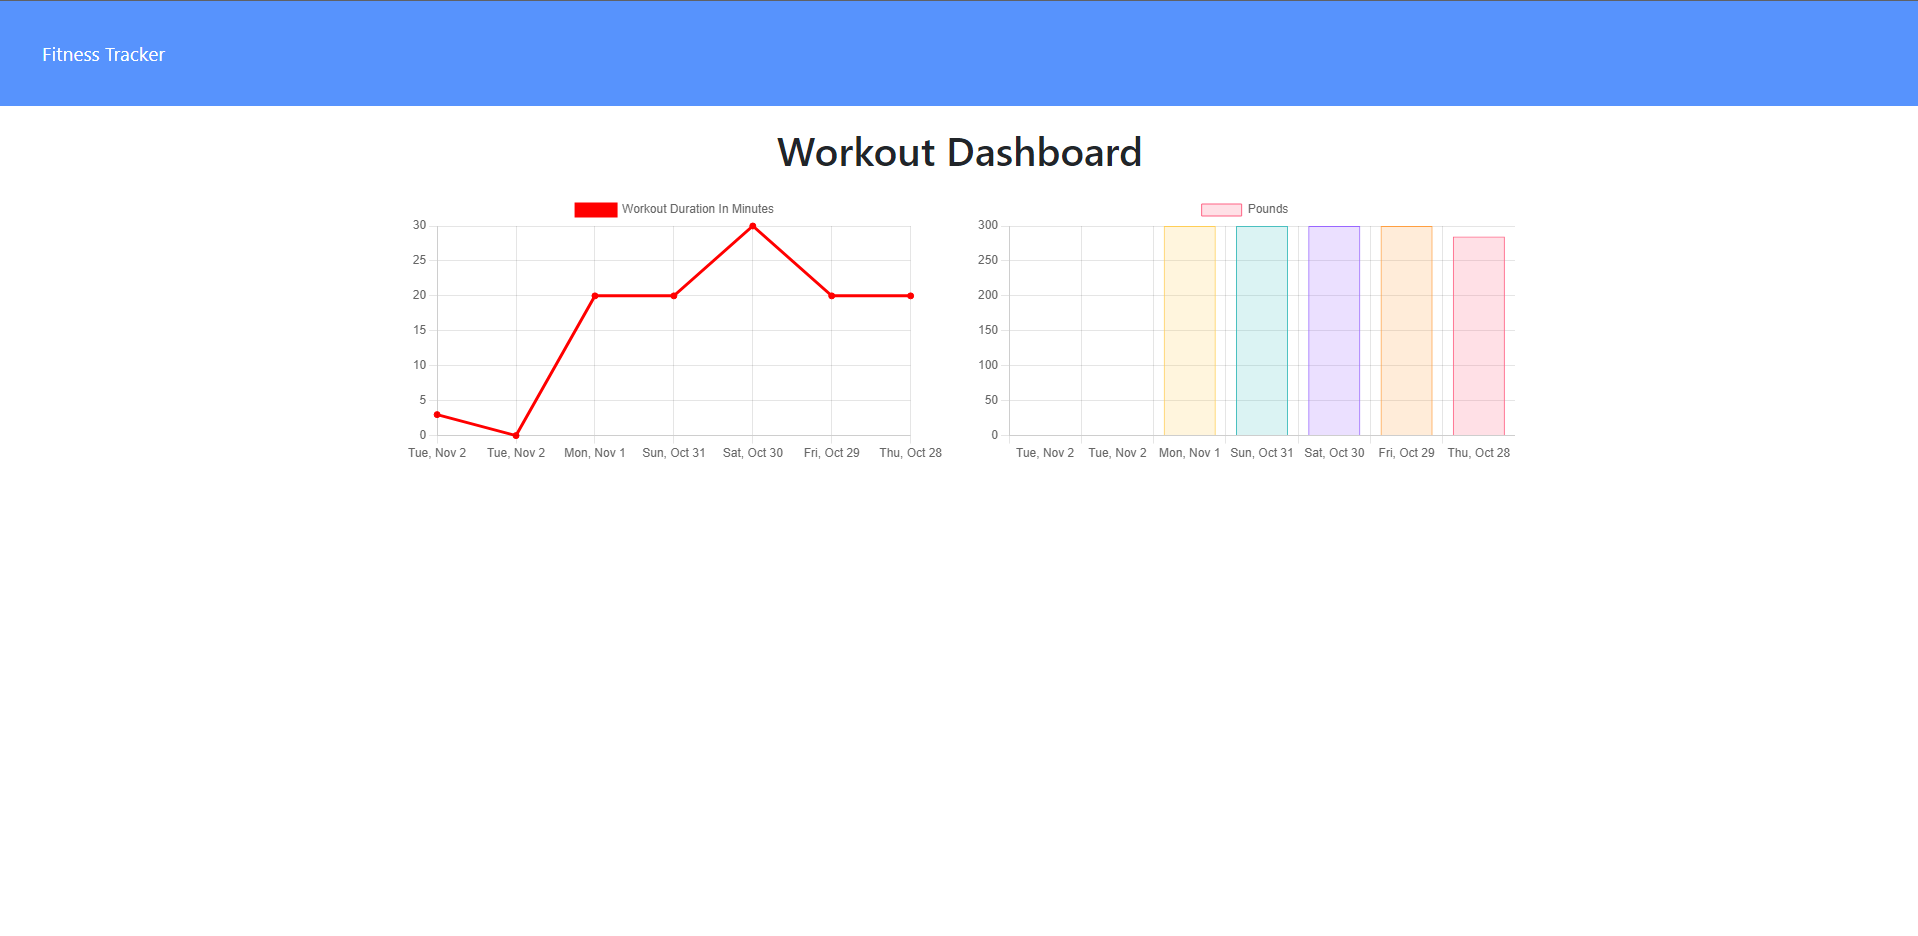 Fitness Tracker
Workout Dashboard
Workout Duration In Minutes
30
25
20
15
10
5
0
Tue, Nov 2 Tue, Nov 2 Mon, Nov 1 Sun, Oct 31 Sat, Oct 30 Fri, Oct 29 Thu, Oct 28
Pounds
300
250
200
150
100
50
0
Tue, Nov 2 Tue, Nov 2 Mon, Nov 1 Sun, Oct 31 Sat, Oct 30 Fri, Oct 29 Thu, Oct 28